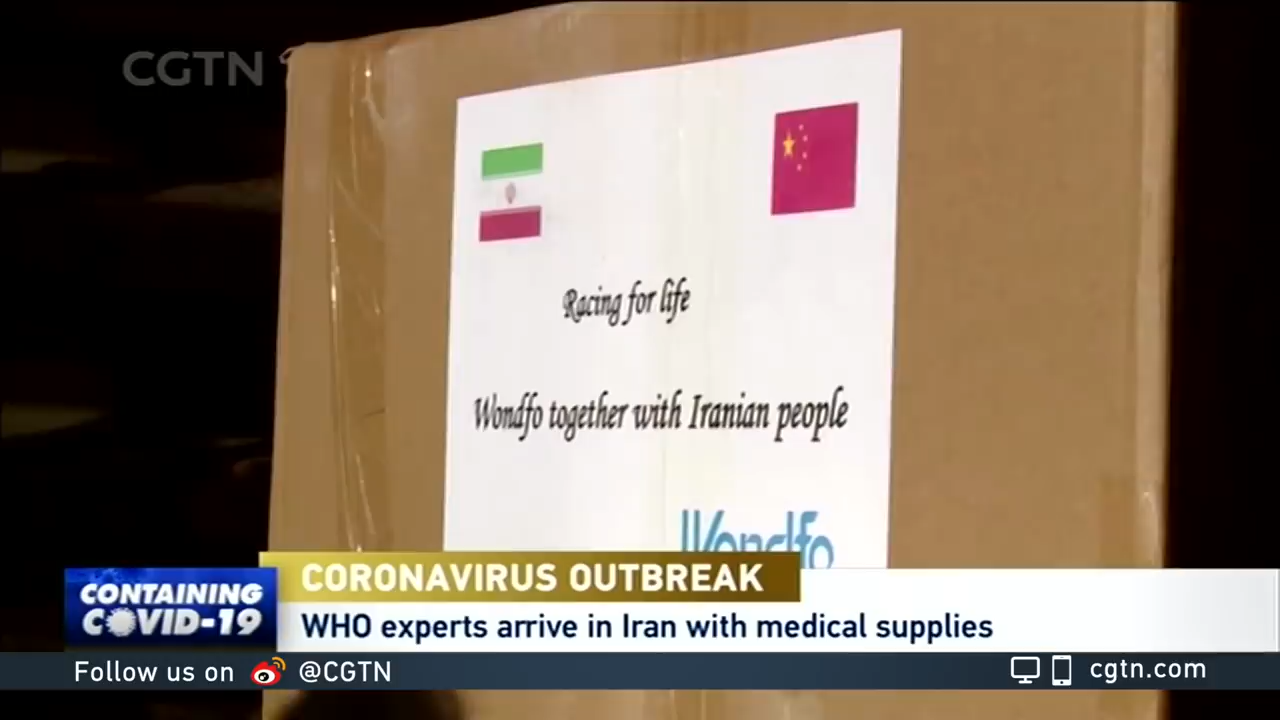 CGTN
Racing for life
Wondfo together with Iranian people
Wondfo
CORONAVIRUS OUTBREAK
CONTAINING
COVID-19
WHO experts arrive in Iran with medical supplies
Follow us on @CGTN
cgtn.com